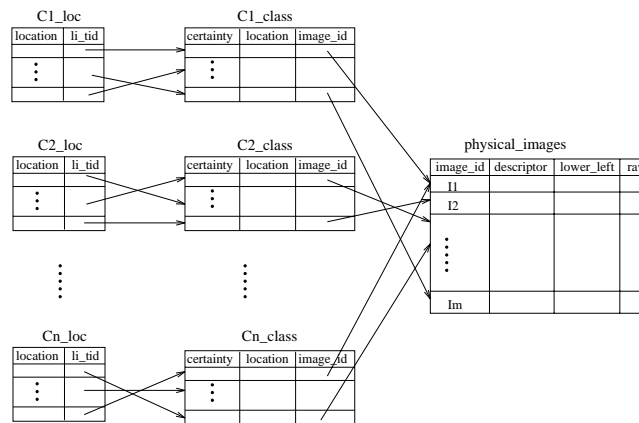 C1_loc
C1_class
location li_tid
certainty location image_id
C2_loc
C2_class
location li_tid
certainty location image_id
physical_images
image_id descriptor lower_left
I1
I2
Im
Cn_loc
Cn_class
location li_tid
certainty location image_id